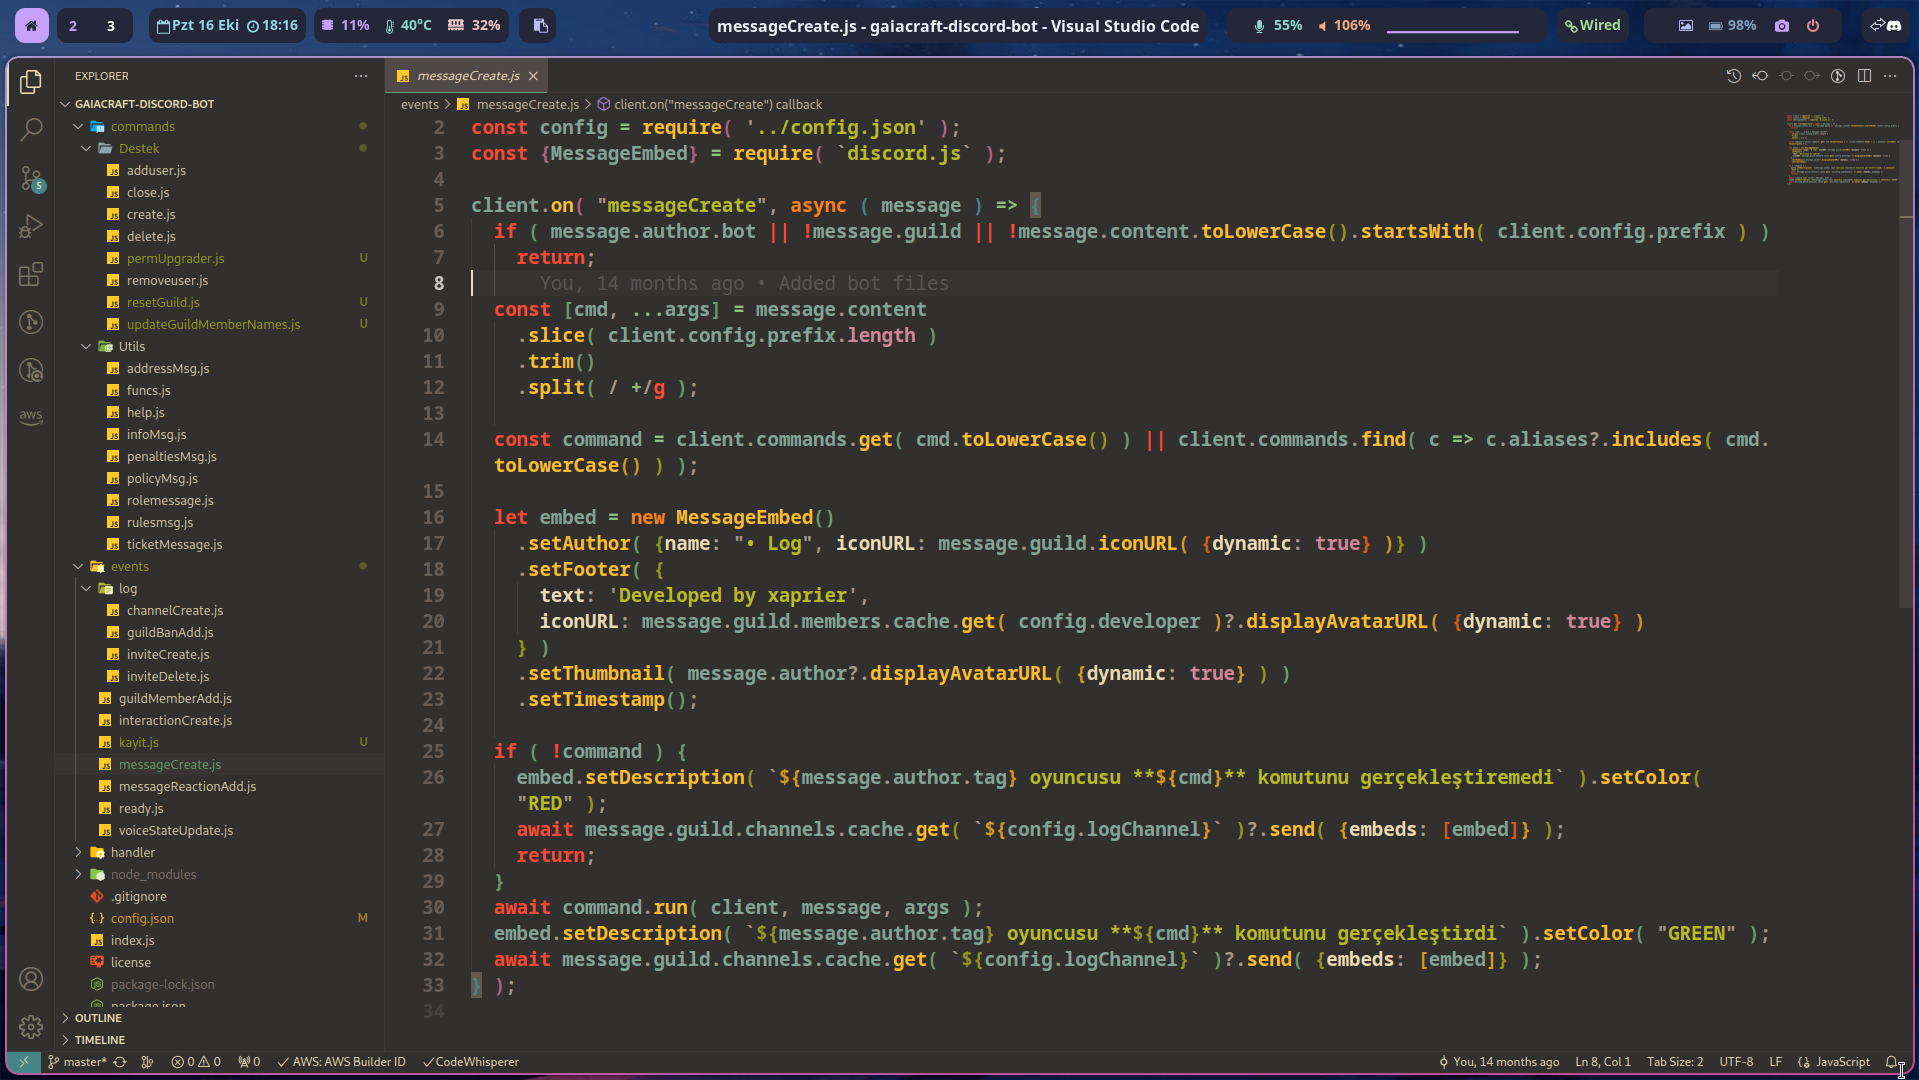 2
3
Pzt 16 Eki 18:16
11% 40°C 32%
messageCreate.js - gaiacraft-discord-bot - Visual Studio Code
55% 106%
Wired
98%
EXPLORER
GAIACRAFT-DISCORD-BOT
commands
Destek
adduser.js
close.js
create.js
delete.js
permUpgrader.js U
removeuser.js
resetGuild.js U
updateGuildMemberNames.js U
Utils
addressMsg.js
funcs.js
help.js
infoMsg.js
penaltiesMsg.js
policyMsg.js
rolemessage.js
rulesmsg.js
ticketMessage.js
events
log
channelCreate.js
guildBanAdd.js
inviteCreate.js
inviteDelete.js
guildMemberAdd.js
interactionCreate.js
kayit.js U
messageCreate.js
messageReactionAdd.js
ready.js
voiceStateUpdate.js
handler
node_modules
.gitignore
config.json M
index.js
license
package-lock.json
package.json
OUTLINE
TIMELINE
5
aws
messageCreate.js
events > messageCreate.js > client.on("messageCreate") callback
2 const config = require( '../config.json' );
3 const {MessageEmbed} = require( `discord.js` );
4
5 client.on( "messageCreate", async ( message ) => {
6 if ( message.author.bot || !message.guild || !message.content.toLowerCase().startsWith( client.config.prefix ) )
7 return;
8 You, 14 months ago • Added bot files
9 const [cmd, ...args] = message.content
10 .slice( client.config.prefix.length )
11 .trim()
12 .split( / +/g );
13
14 const command = client.commands.get( cmd.toLowerCase() ) || client.commands.find( c => c.aliases?.includes( cmd.
toLowerCase() ) );
15
16 let embed = new MessageEmbed()
17 .setAuthor( {name: "• Log", iconURL: message.guild.iconURL( {dynamic: true} )} )
18 .setFooter( {
19 text: 'Developed by xaprier',
20 iconURL: message.guild.members.cache.get( config.developer )?.displayAvatarURL( {dynamic: true} )
21 } )
22 .setThumbnail( message.author?.displayAvatarURL( {dynamic: true} ) )
23 .setTimestamp();
24
25 if ( !command ) {
26 embed.setDescription( `${message.author.tag} oyuncusu **${cmd}** komutunu gerçekleştiremedi` ).setColor(
"RED" );
27 await message.guild.channels.cache.get( `${config.logChannel}` )?.send( {embeds: [embed]} );
28 return;
29 }
30 await command.run( client, message, args );
31 embed.setDescription( `${message.author.tag} oyuncusu **${cmd}** komutunu gerçekleştirdi` ).setColor( "GREEN" );
32 await message.guild.channels.cache.get( `${config.logChannel}` )?.send( {embeds: [embed]} );
33 } );
34
master* 0 0 0 AWS: AWS Builder ID CodeWhisperer
You, 14 months ago Ln 8, Col 1 Tab Size: 2 UTF-8 LF {} JavaScript